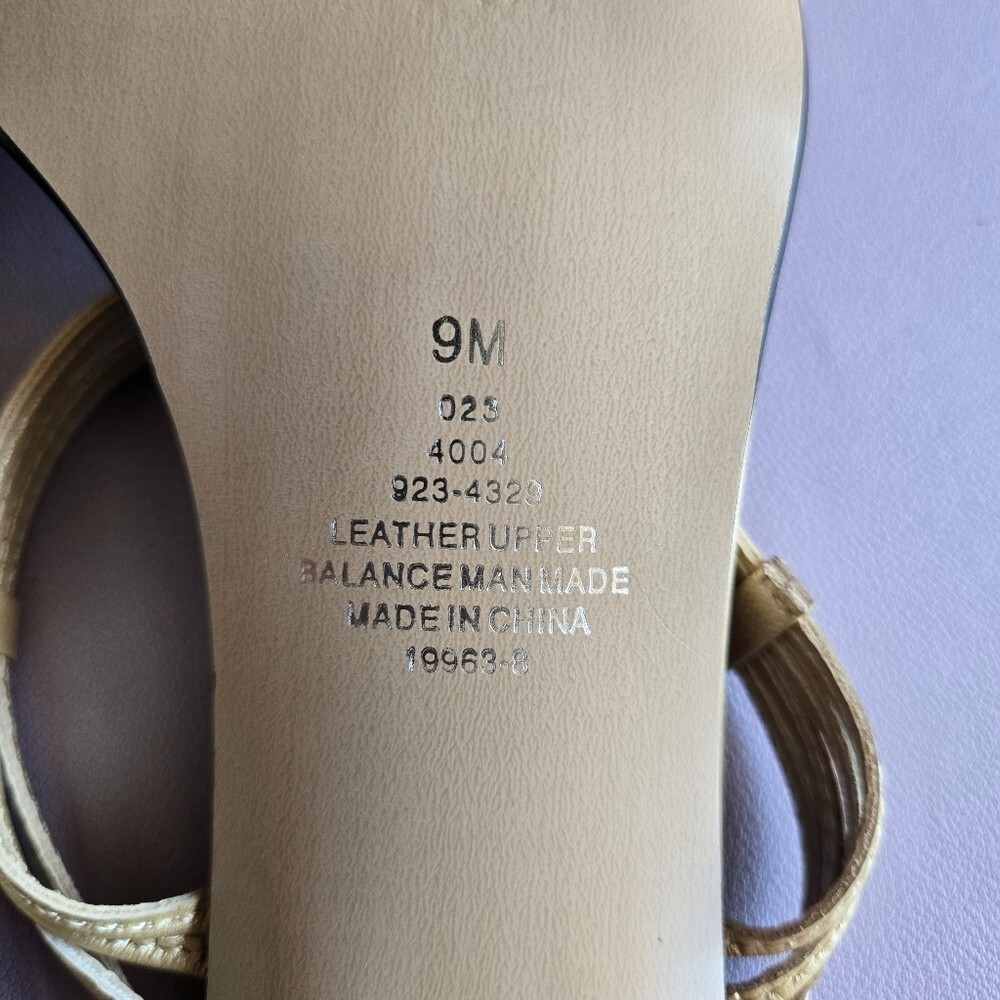 9M
023
4004
923-4329
LEATHER UPPER
BALANCE MAN MADE
MADE IN CHINA
19963-8